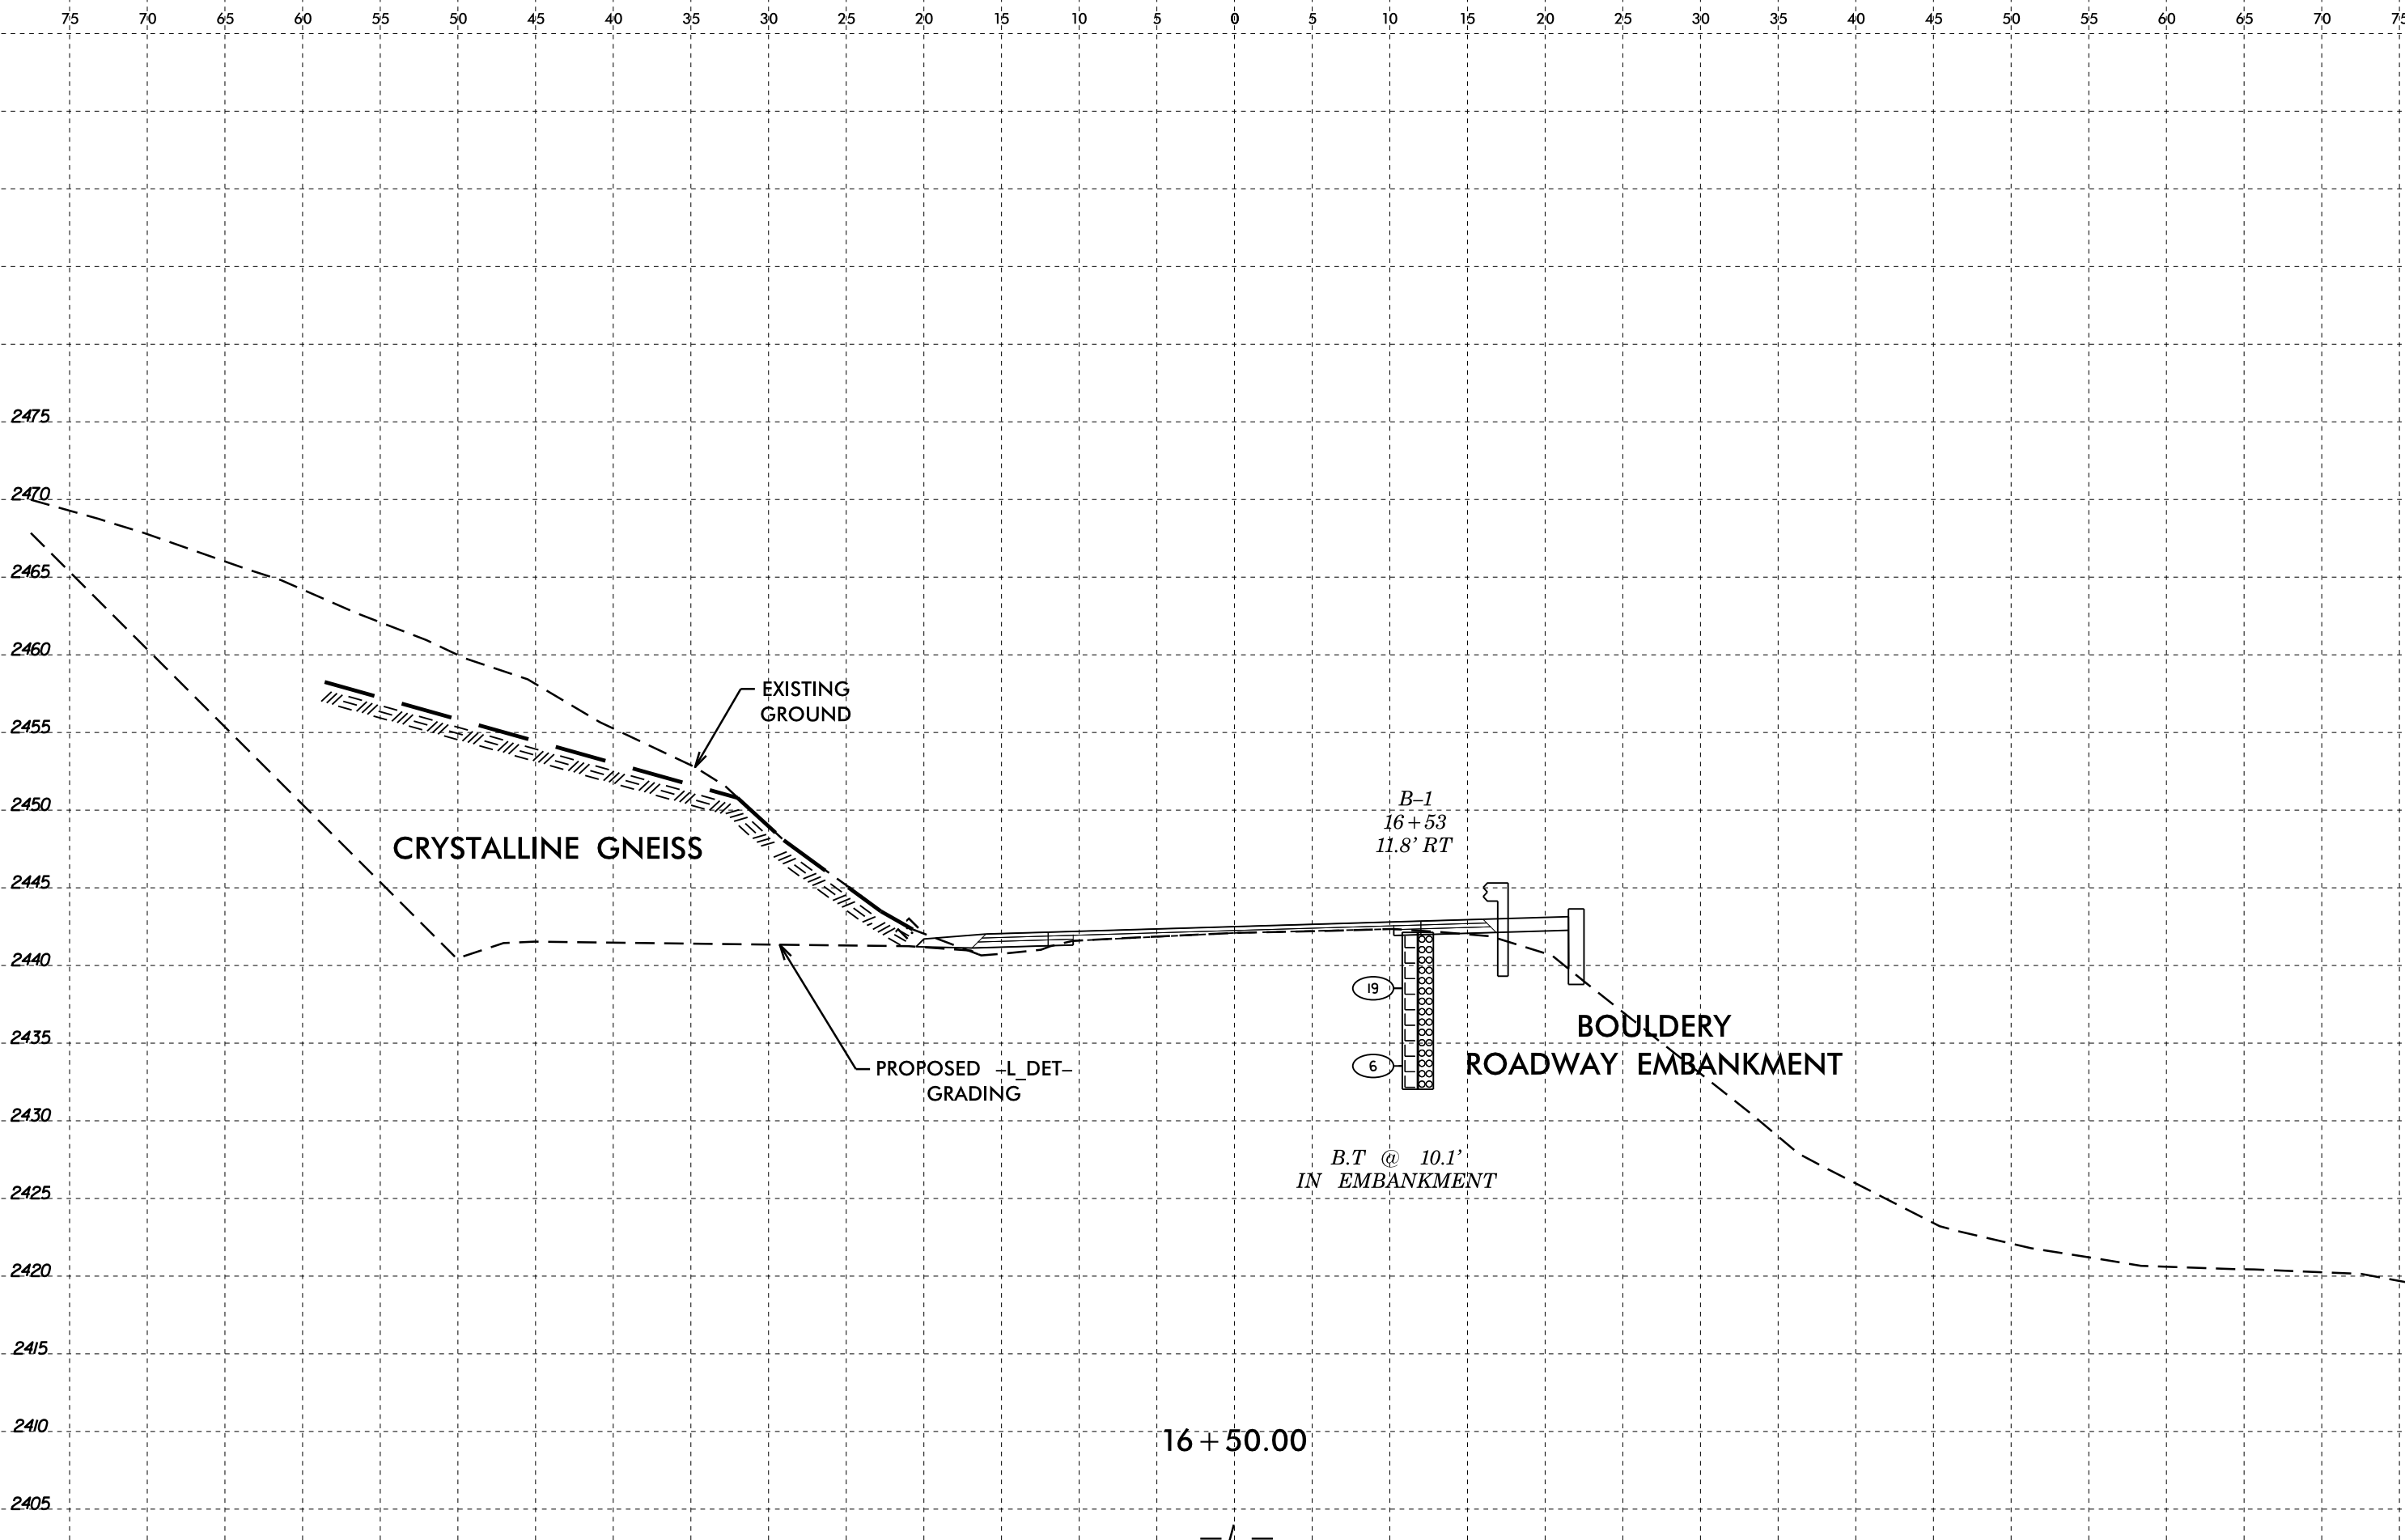 75 70 65 60 55 50 45 40 35 30 25 20 15 10 5 0 5 10 15 20 25 30 35 40 45 50 55 60 65 70 75
2475
2470
2465
2460
EXISTING
GROUND
2455
2450
B–1
16+53
11.8' RT
CRYSTALLINE GNEISS
2445
2440
19
2435
BOULDERY
ROADWAY EMBANKMENT
6
PROPOSED –L_DET–
GRADING
2430
B.T @ 10.1'
IN EMBANKMENT
2425
2420
2415
2410
16+50.00
2405